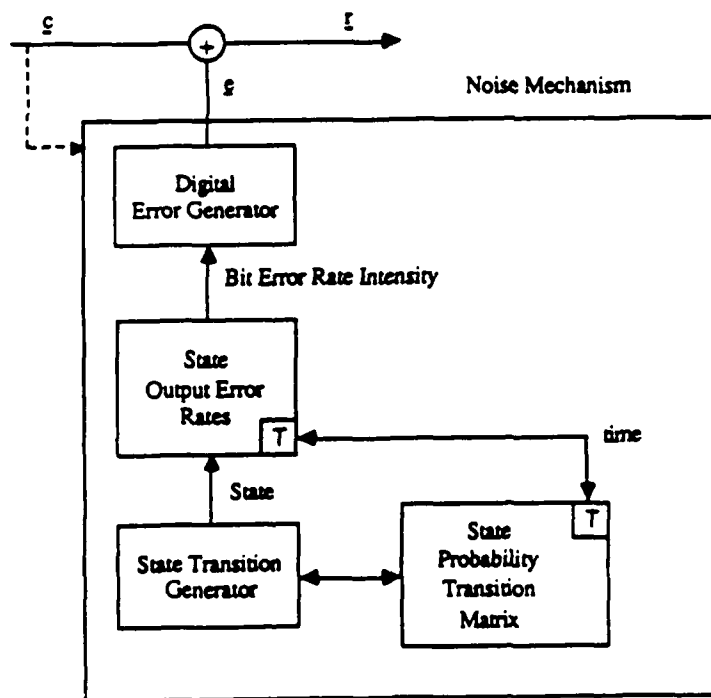 c
r
+
e
Noise Mechanism
Digital
Error Generator
Bit Error Rate Intensity
State
Output Error
Rates
T
time
State
T
State Transition
Generator
State
Probability
Transition
Matrix